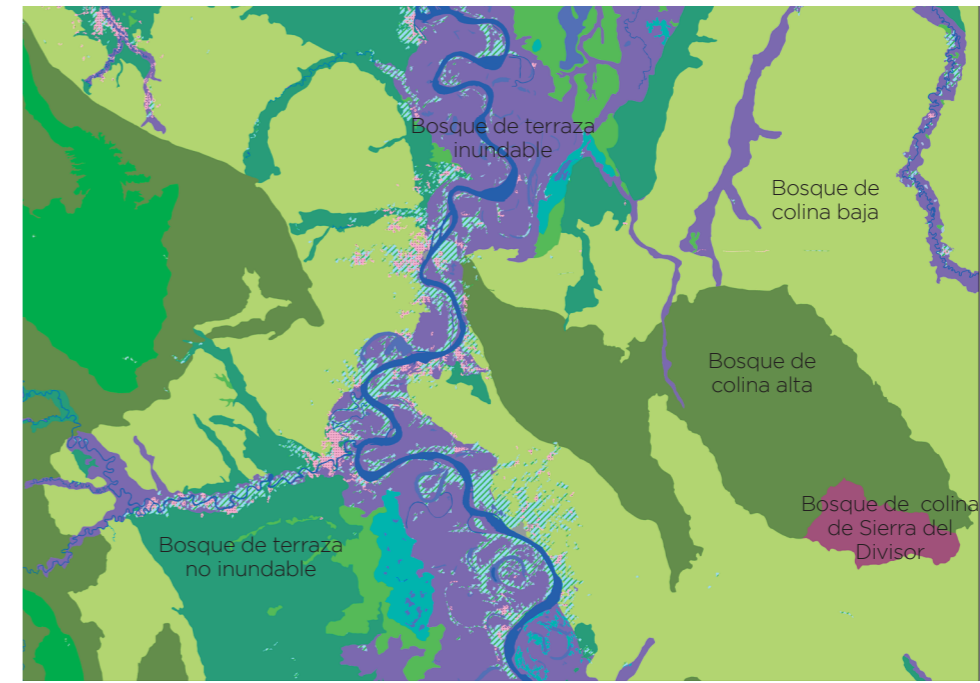 Bosque de terraza
inundable
Bosque de
colina baja
Bosque de
colina alta
Bosque de colina
de Sierra del
Divisor
Bosque de terraza
no inundable